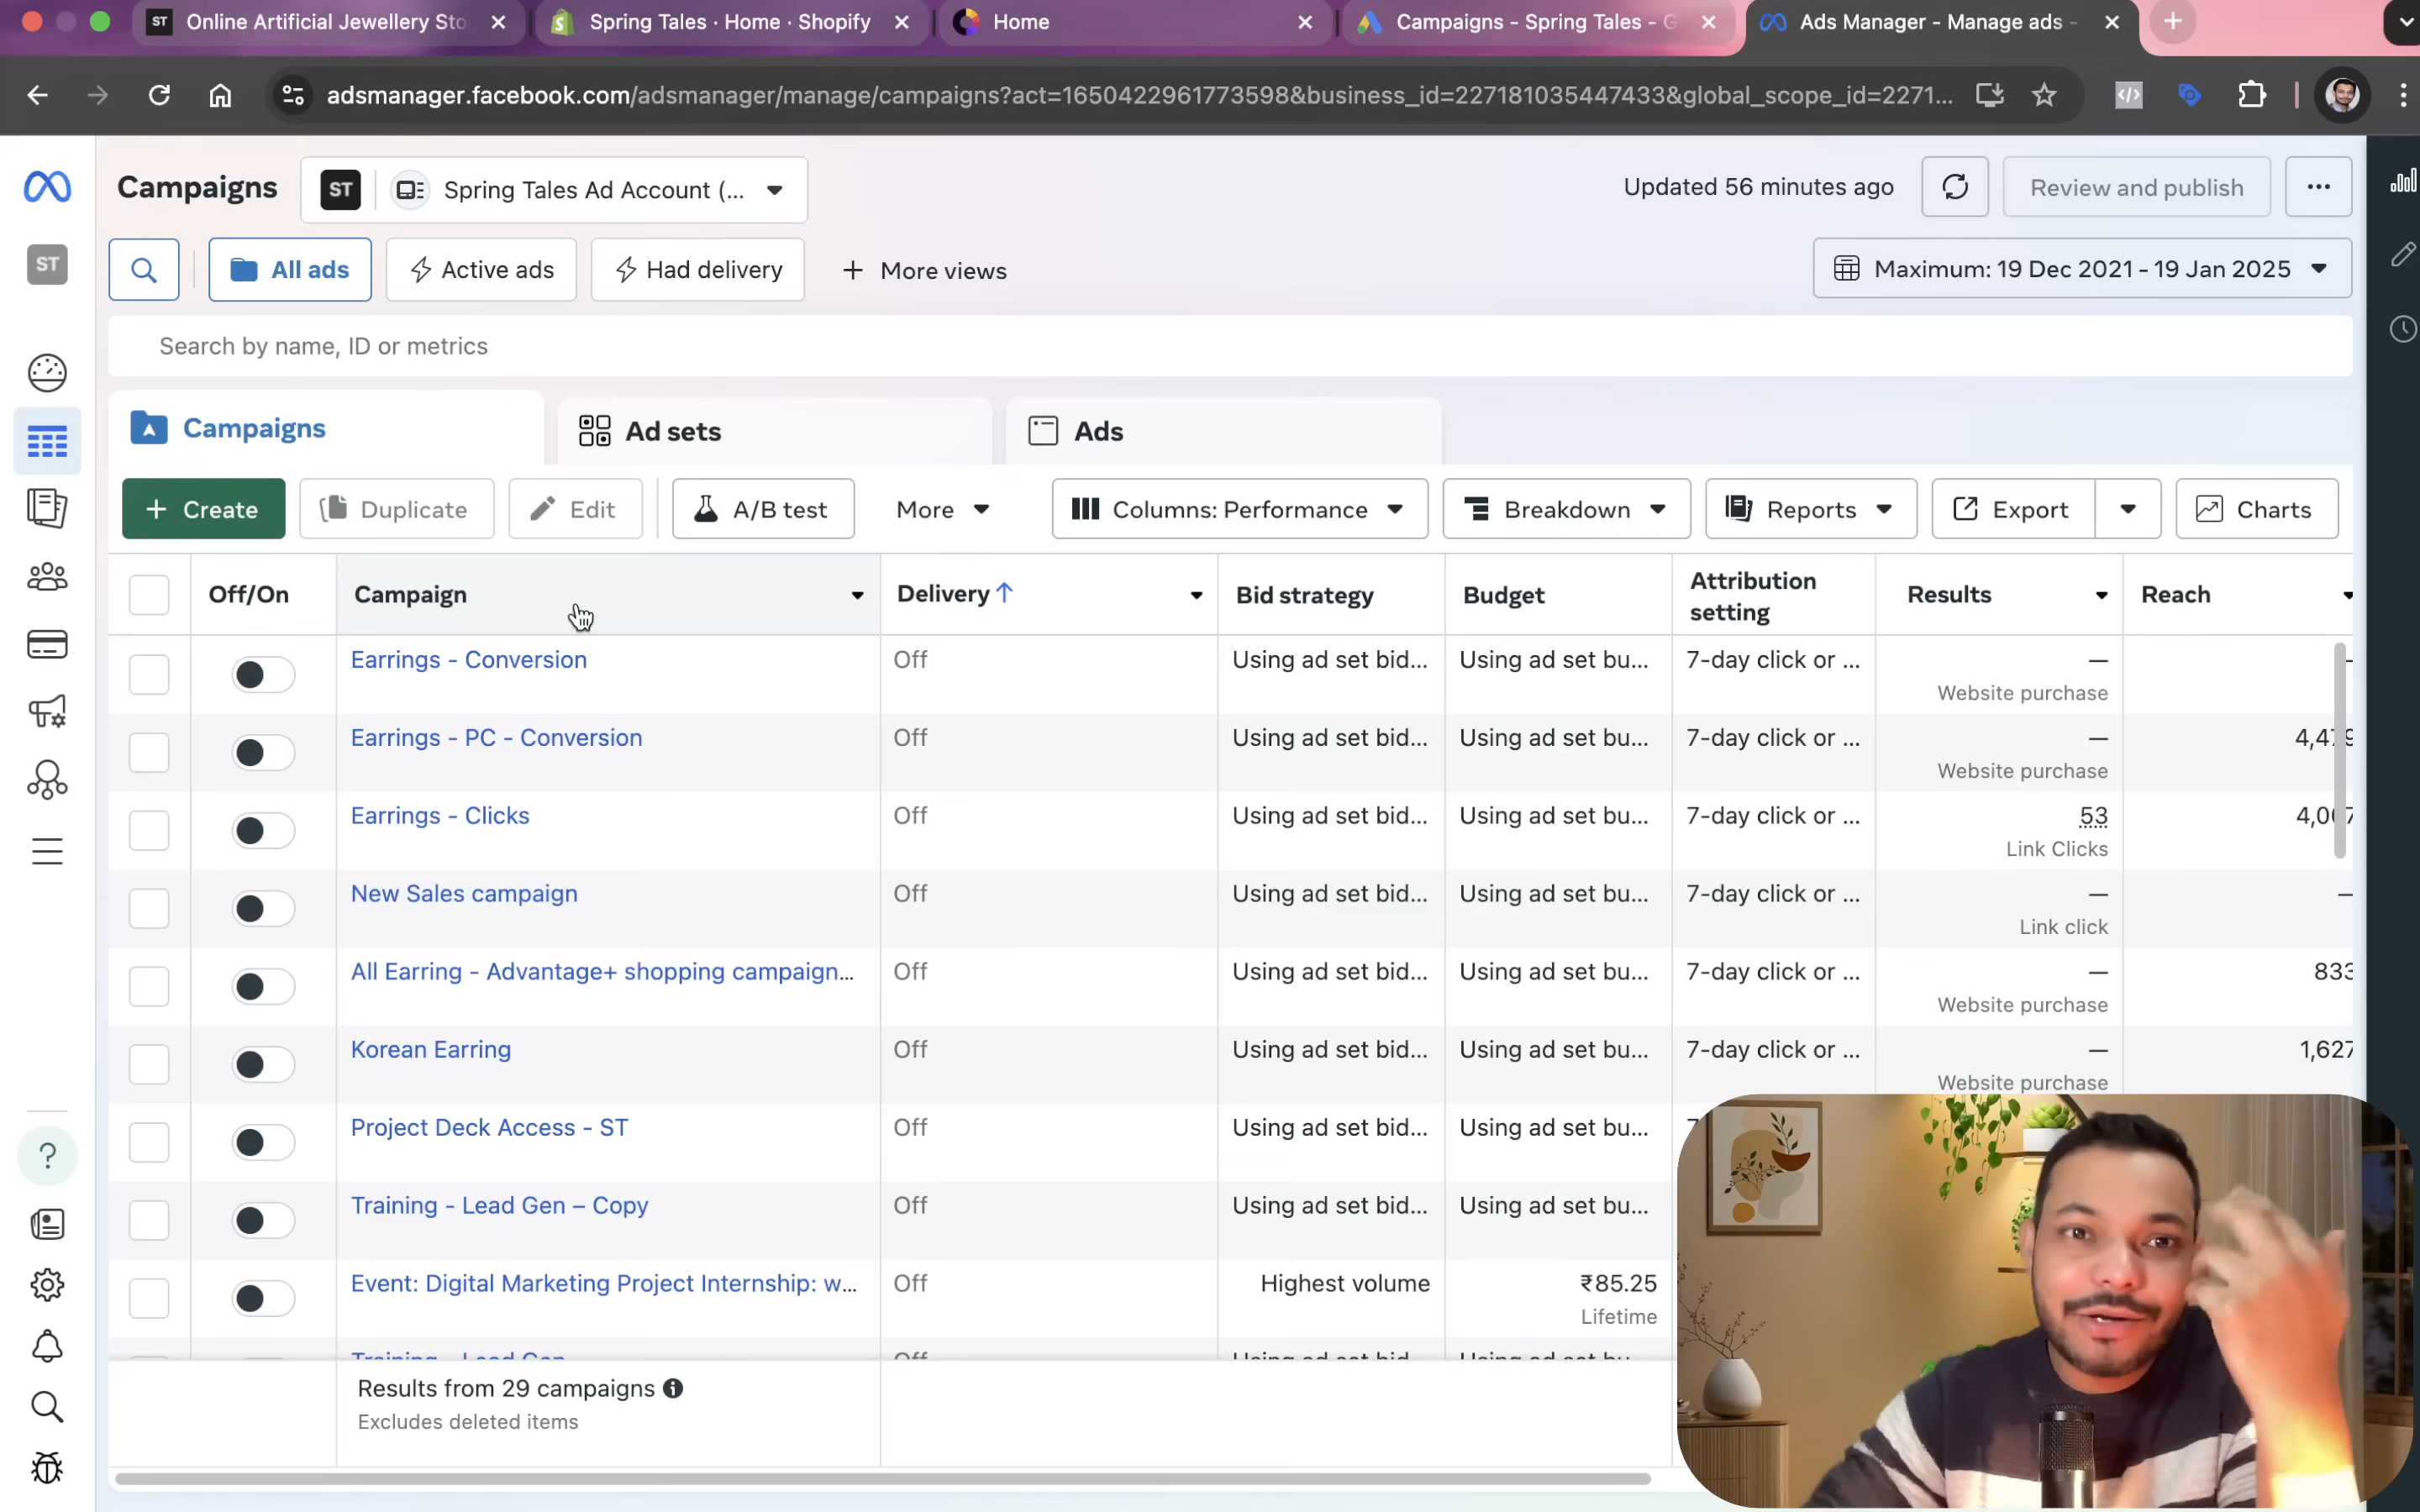 ST Online Artificial Jewellery Sto
Spring Tales · Home · Shopify
Home
Campaigns - Spring Tales - G
Ads Manager - Manage ads -
adsmanager.facebook.com/adsmanager/manage/campaigns?act=1650422961773598&business_id=227181035447433&global_scope_id=2271...
Campaigns
ST Spring Tales Ad Account (...
Updated 56 minutes ago
Review and publish
ST
All ads
Active ads
Had delivery
+ More views
Maximum: 19 Dec 2021 - 19 Jan 2025
Search by name, ID or metrics
Campaigns
Ad sets
Ads
+ Create
Duplicate
Edit
A/B test
More
Columns: Performance
Breakdown
Reports
Export
Charts
Off/On
Campaign
Delivery ↑
Bid strategy
Budget
Attribution
setting
Results
Reach
Earrings - Conversion Off Using ad set bid... Using ad set bu... 7-day click or ... —
Website purchase
Earrings - PC - Conversion Off Using ad set bid... Using ad set bu... 7-day click or ... —
Website purchase
Earrings - Clicks Off Using ad set bid... Using ad set bu... 7-day click or ... 53
Link Clicks
New Sales campaign Off Using ad set bid... Using ad set bu... 7-day click or ... — —
Link click
All Earring - Advantage+ shopping campaign... Off Using ad set bid... Using ad set bu... 7-day click or ... — 833
Website purchase
Korean Earring Off Using ad set bid... Using ad set bu... 7-day click or ... — 1,627
Website purchase
Project Deck Access - ST Off Using ad set bid... Using ad set bu...
Training - Lead Gen – Copy Off Using ad set bid... Using ad set bu...
Event: Digital Marketing Project Internship: w... Off Highest volume ₹85.25
Lifetime
Results from 29 campaigns
Excludes deleted items